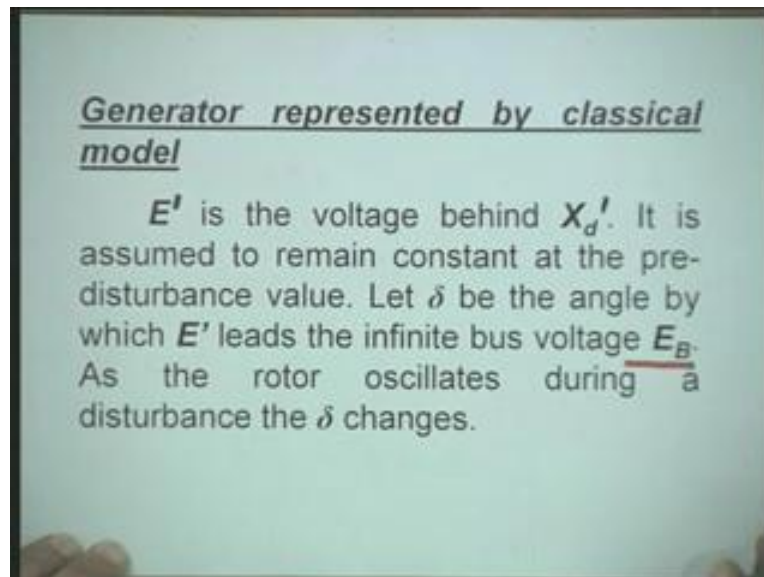 Generator represented by classical
model
E' is the voltage behind Xd'. It is
assumed to remain constant at the pre-
disturbance value. Let δ be the angle by
which E' leads the infinite bus voltage EB.
As the rotor oscillates during a
disturbance the δ changes.